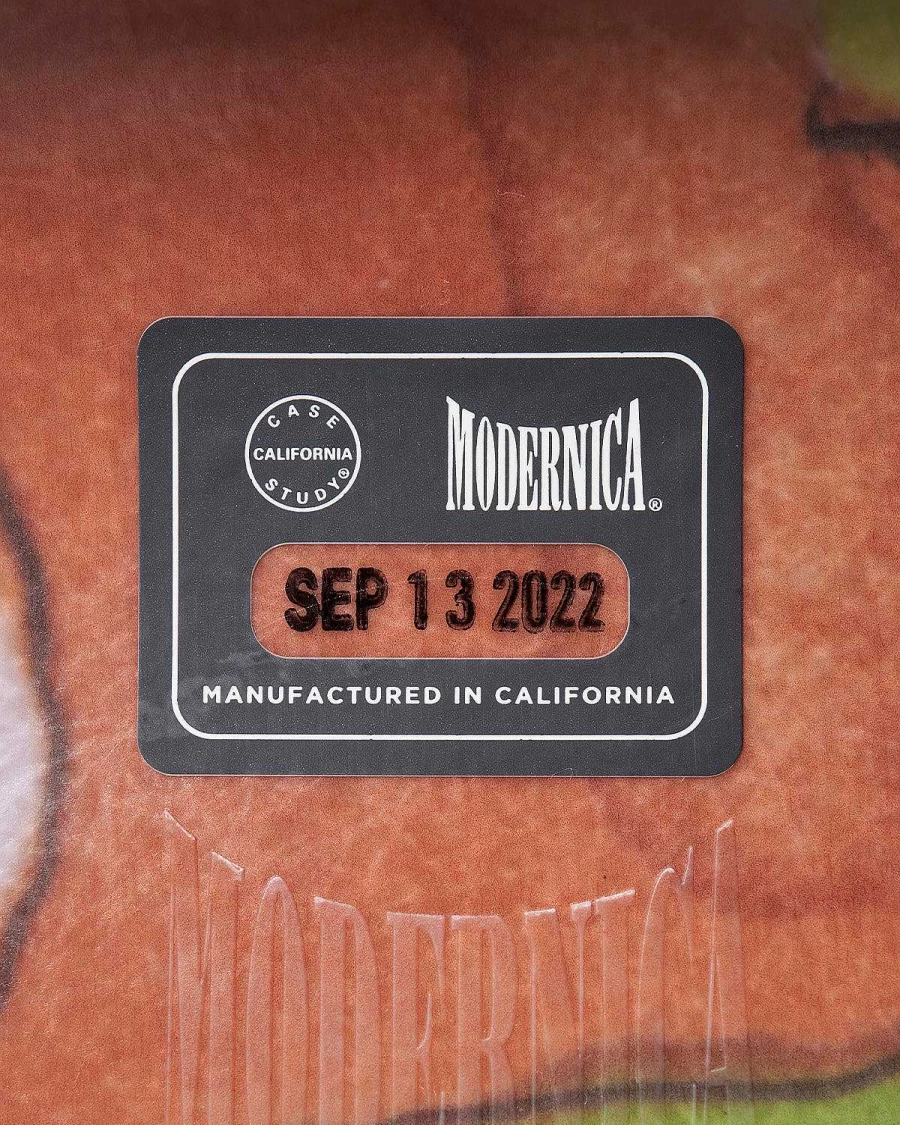 CASE
CALIFORNIA
STUDY®
MODERNICA®
SEP 13 2022
MANUFACTURED IN CALIFORNIA
MODERNICA